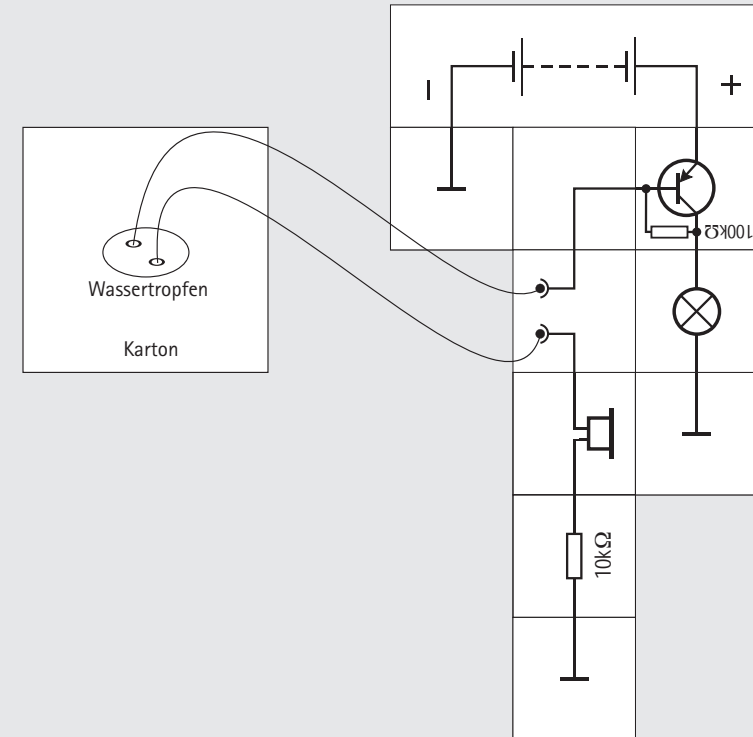 − +
100kΩ
Wassertropfen
Karton
10kΩ